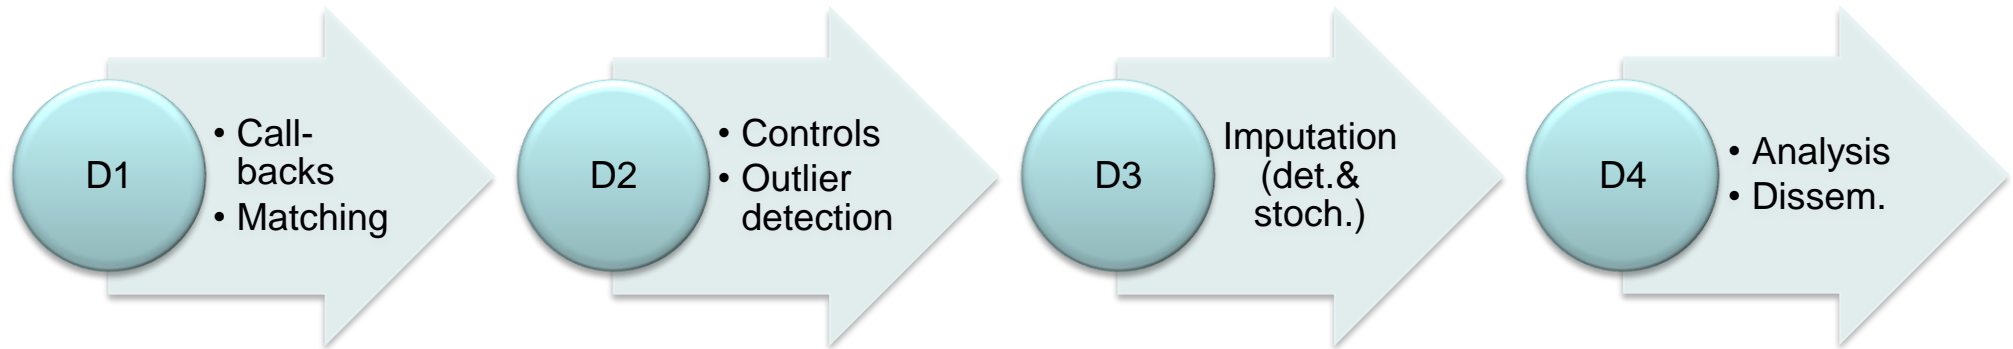 D1
• Call-
backs
• Matching
D2
• Controls
• Outlier
detection
D3
Imputation
(det.&
stoch.)
D4
• Analysis
• Dissem.